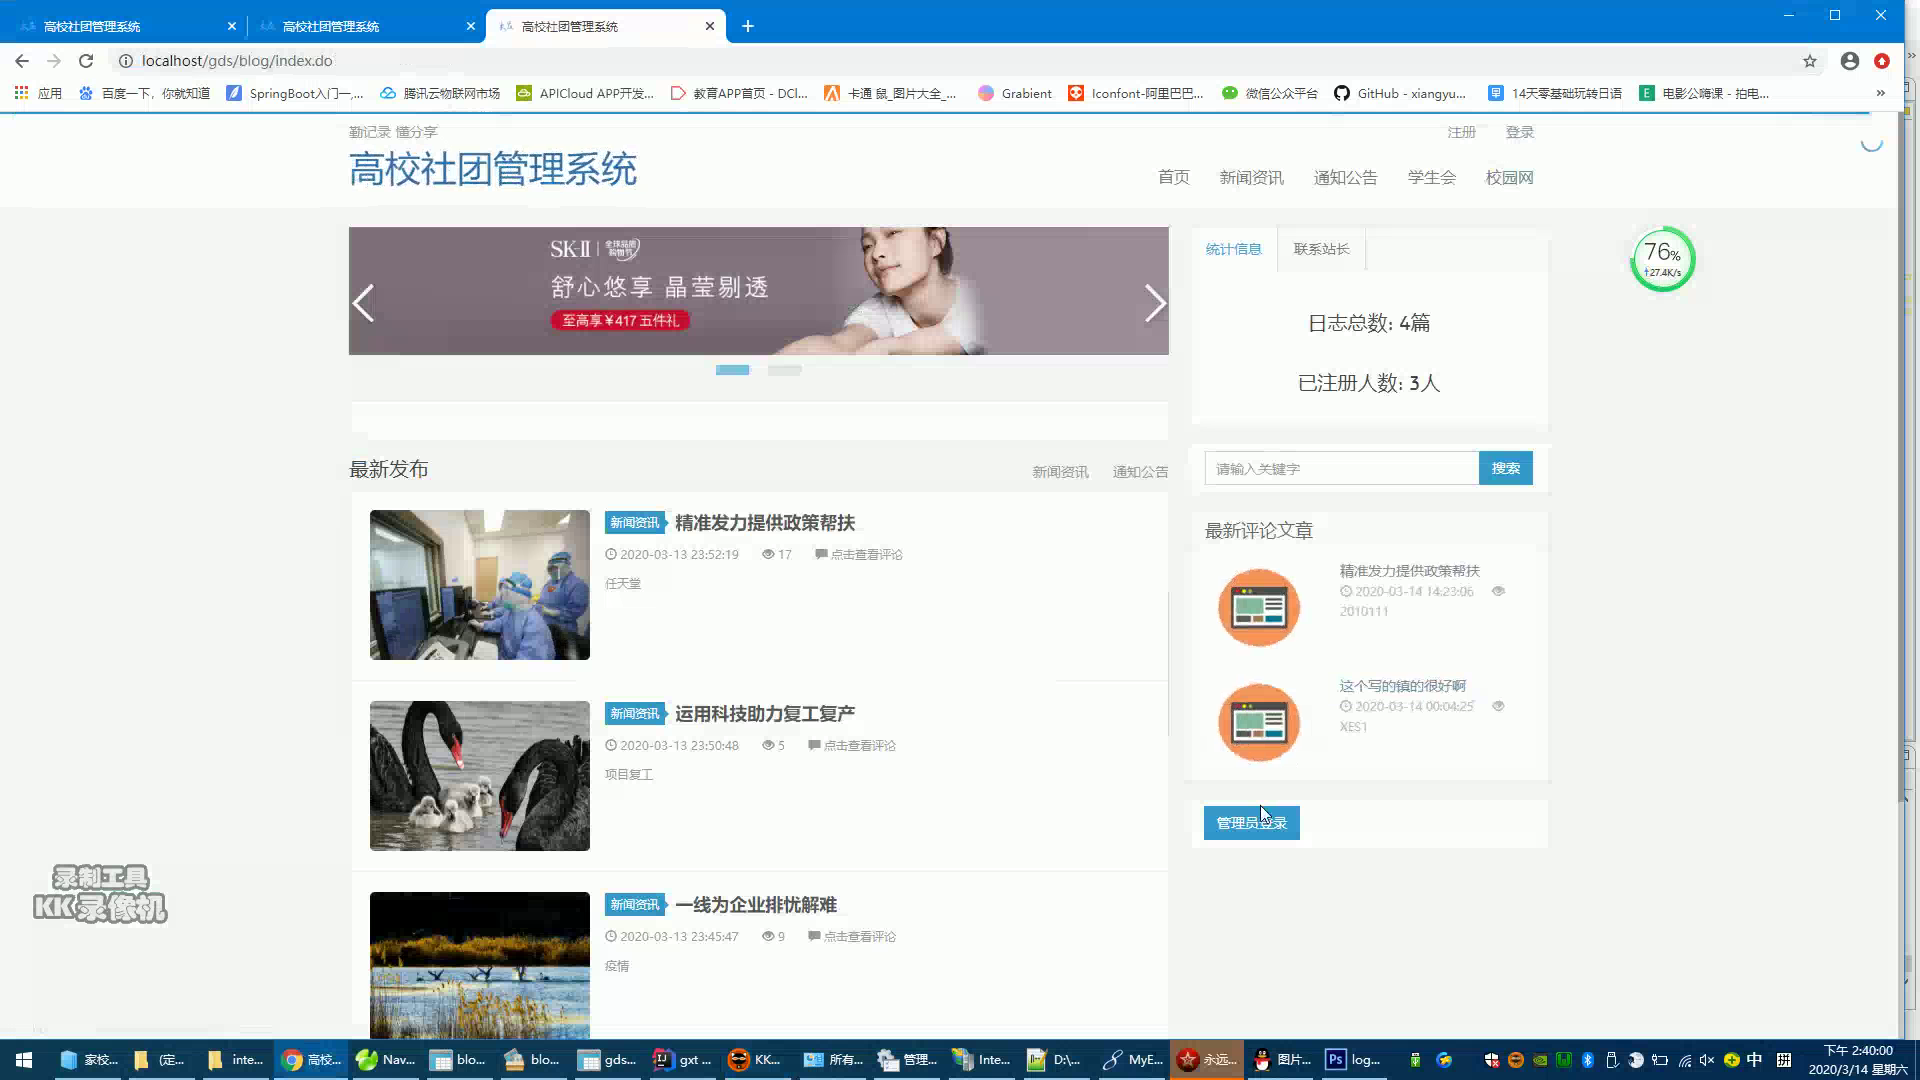 高校社团管理系统
高校社团管理系统
高校社团管理系统
localhost/gds/blog/index.do
应用
百度一下，你就知道
SpringBoot入门一,...
腾讯云物联网市场
APICloud APP开发...
教育APP首页 - DCl...
卡通 鼠_图片大全_...
Grabient
Iconfont-阿里巴巴...
微信公众平台
GitHub - xiangyu...
14天零基础玩转日语
电影公嗨课 - 拍电...
»
勤记录 懂分享
注册 登录
高校社团管理系统
首页 新闻资讯 通知公告 学生会 校园网
SK-II 全球品质购物节
舒心悠享 晶莹剔透
至高享¥417 五件礼
统计信息 联系站长
日志总数: 4篇
已注册人数: 3人
76%
↑27.4K/s
请输入关键字 搜索
最新发布
新闻资讯 通知公告
新闻资讯 精准发力提供政策帮扶
2020-03-13 23:52:19 17 点击查看评论
任天堂
新闻资讯 运用科技助力复工复产
2020-03-13 23:50:48 5 点击查看评论
项目复工
新闻资讯 一线为企业排忧解难
2020-03-13 23:45:47 9 点击查看评论
疫情
最新评论文章
精准发力提供政策帮扶
2020-03-14 14:23:06
2010111
这个写的镇的很好啊
2020-03-14 00:04:25
XES1
管理员登录
录制工具
KK录像机
家校...
(定...
inte...
高校...
Nav...
blo...
blo...
gds...
gxt ...
KK...
所有...
管理...
Inte...
D:\...
MyE...
永远...
图片...
log...
中
拼
下午 2:40:00
2020/3/14 星期六